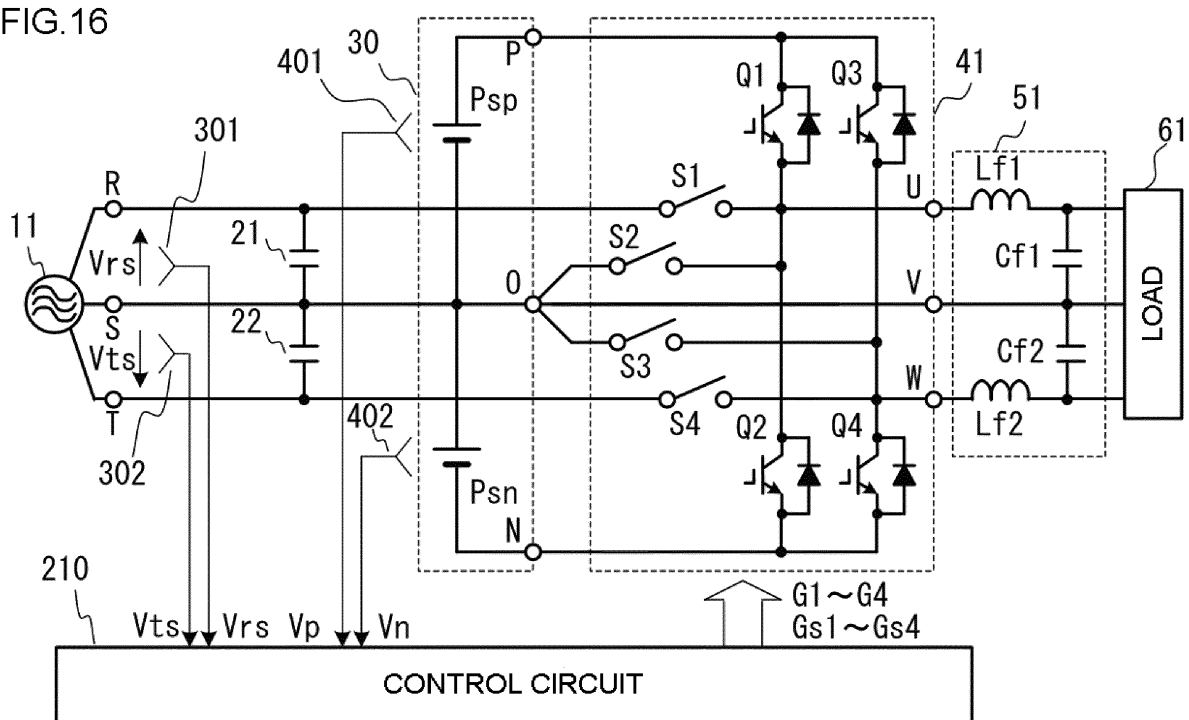 FIG.16
30
P
401
Psp
Q1
Q3
41
51
61
301
R
S1
U
Lf1
11
Vrs
21
S2
Cf1
O
V
LOAD
S
22
Vts
S3
Cf2
W
T
402
S4
Lf2
302
Q2
Q4
Psn
N
210
Vts
Vrs
Vp
Vn
G1～G4
Gs1～Gs4
CONTROL CIRCUIT